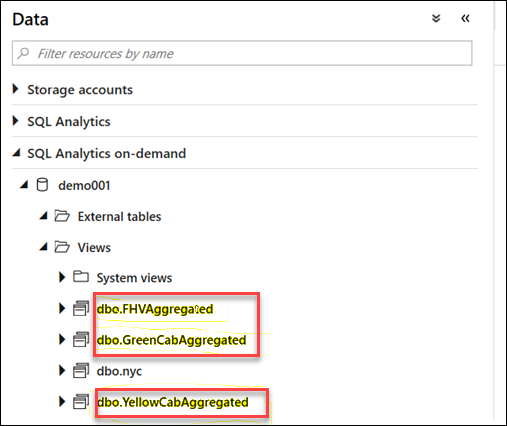 Data
Filter resources by name
Storage accounts
SQL Analytics
SQL Analytics on-demand
demo001
External tables
Views
System views
dbo.FHVAggregated
dbo.GreenCabAggregated
dbo.nyc
dbo.YellowCabAggregated